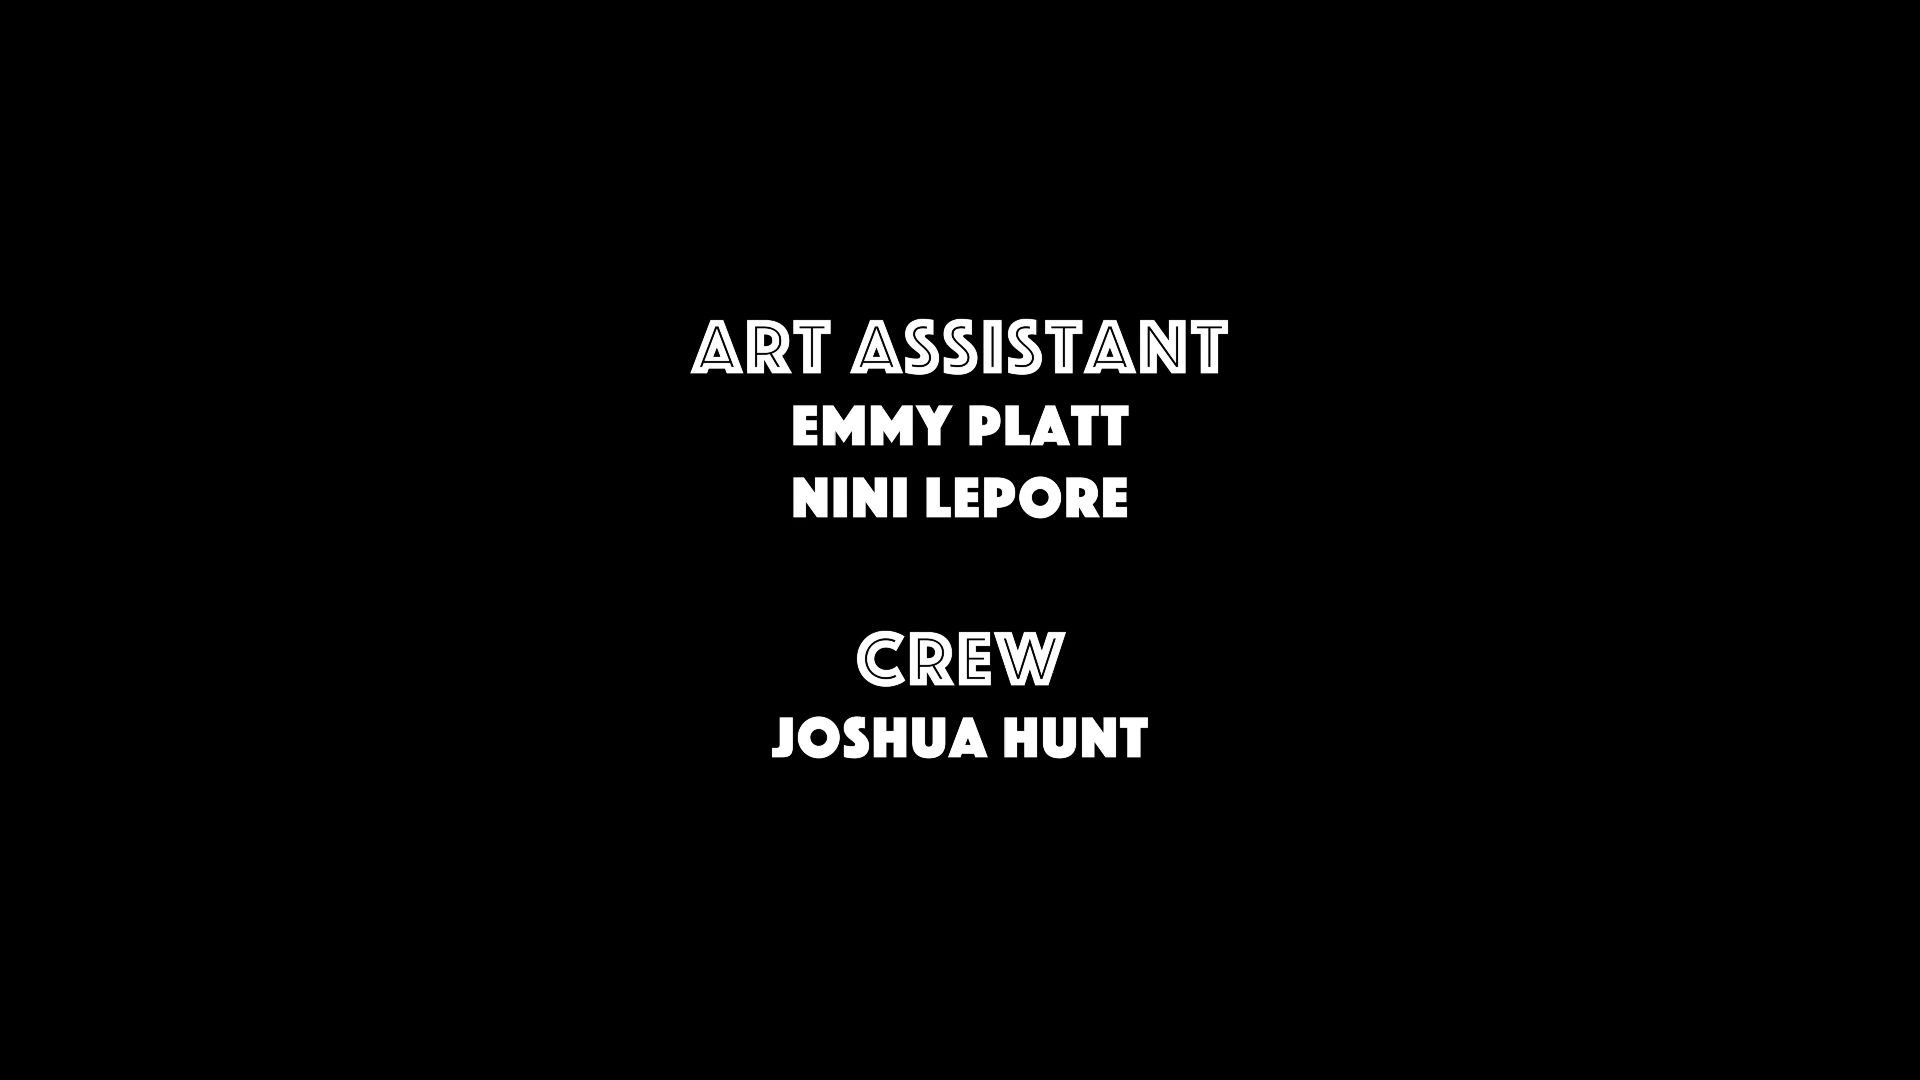 ART ASSISTANT
EMMY PLATT
NINI LEPORE
CREW
JOSHUA HUNT